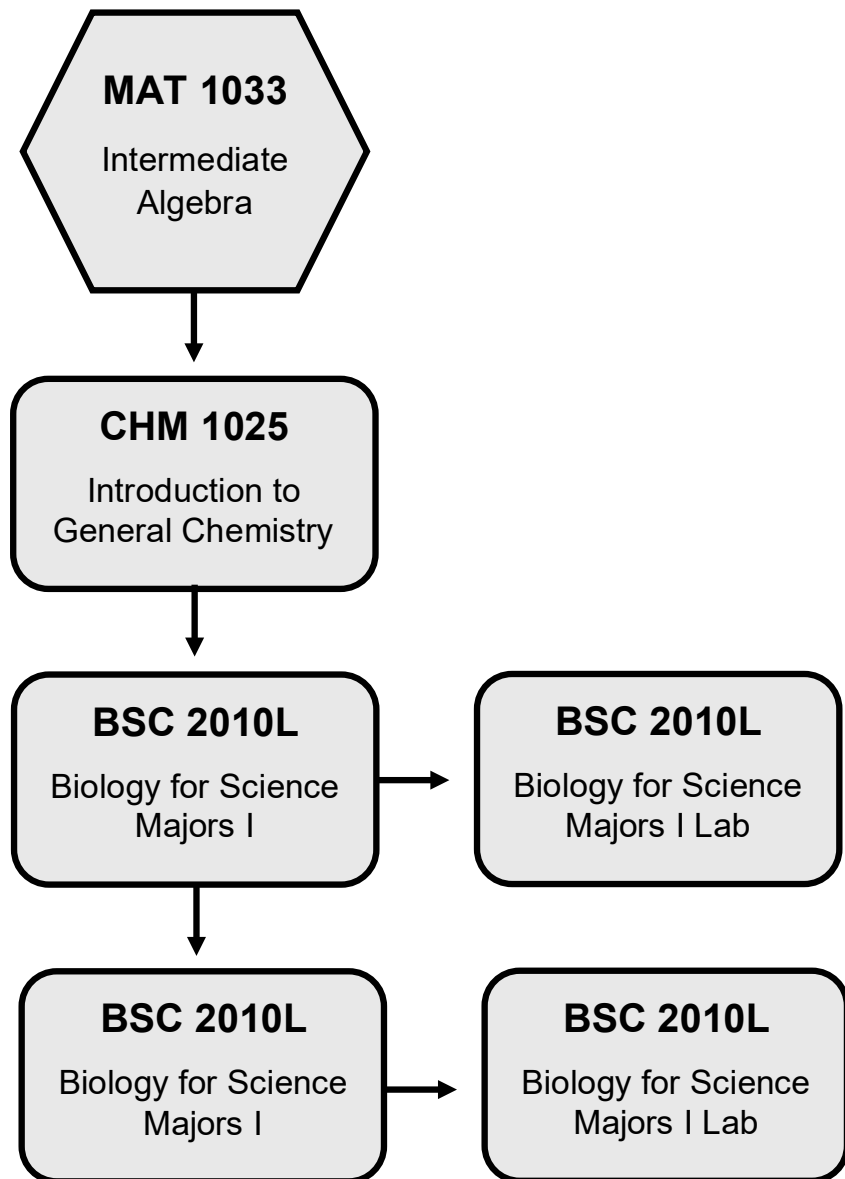 MAT 1033
Intermediate
Algebra
CHM 1025
Introduction to
General Chemistry
BSC 2010L
Biology for Science
Majors I
BSC 2010L
Biology for Science
Majors I Lab
BSC 2010L
Biology for Science
Majors I
BSC 2010L
Biology for Science
Majors I Lab